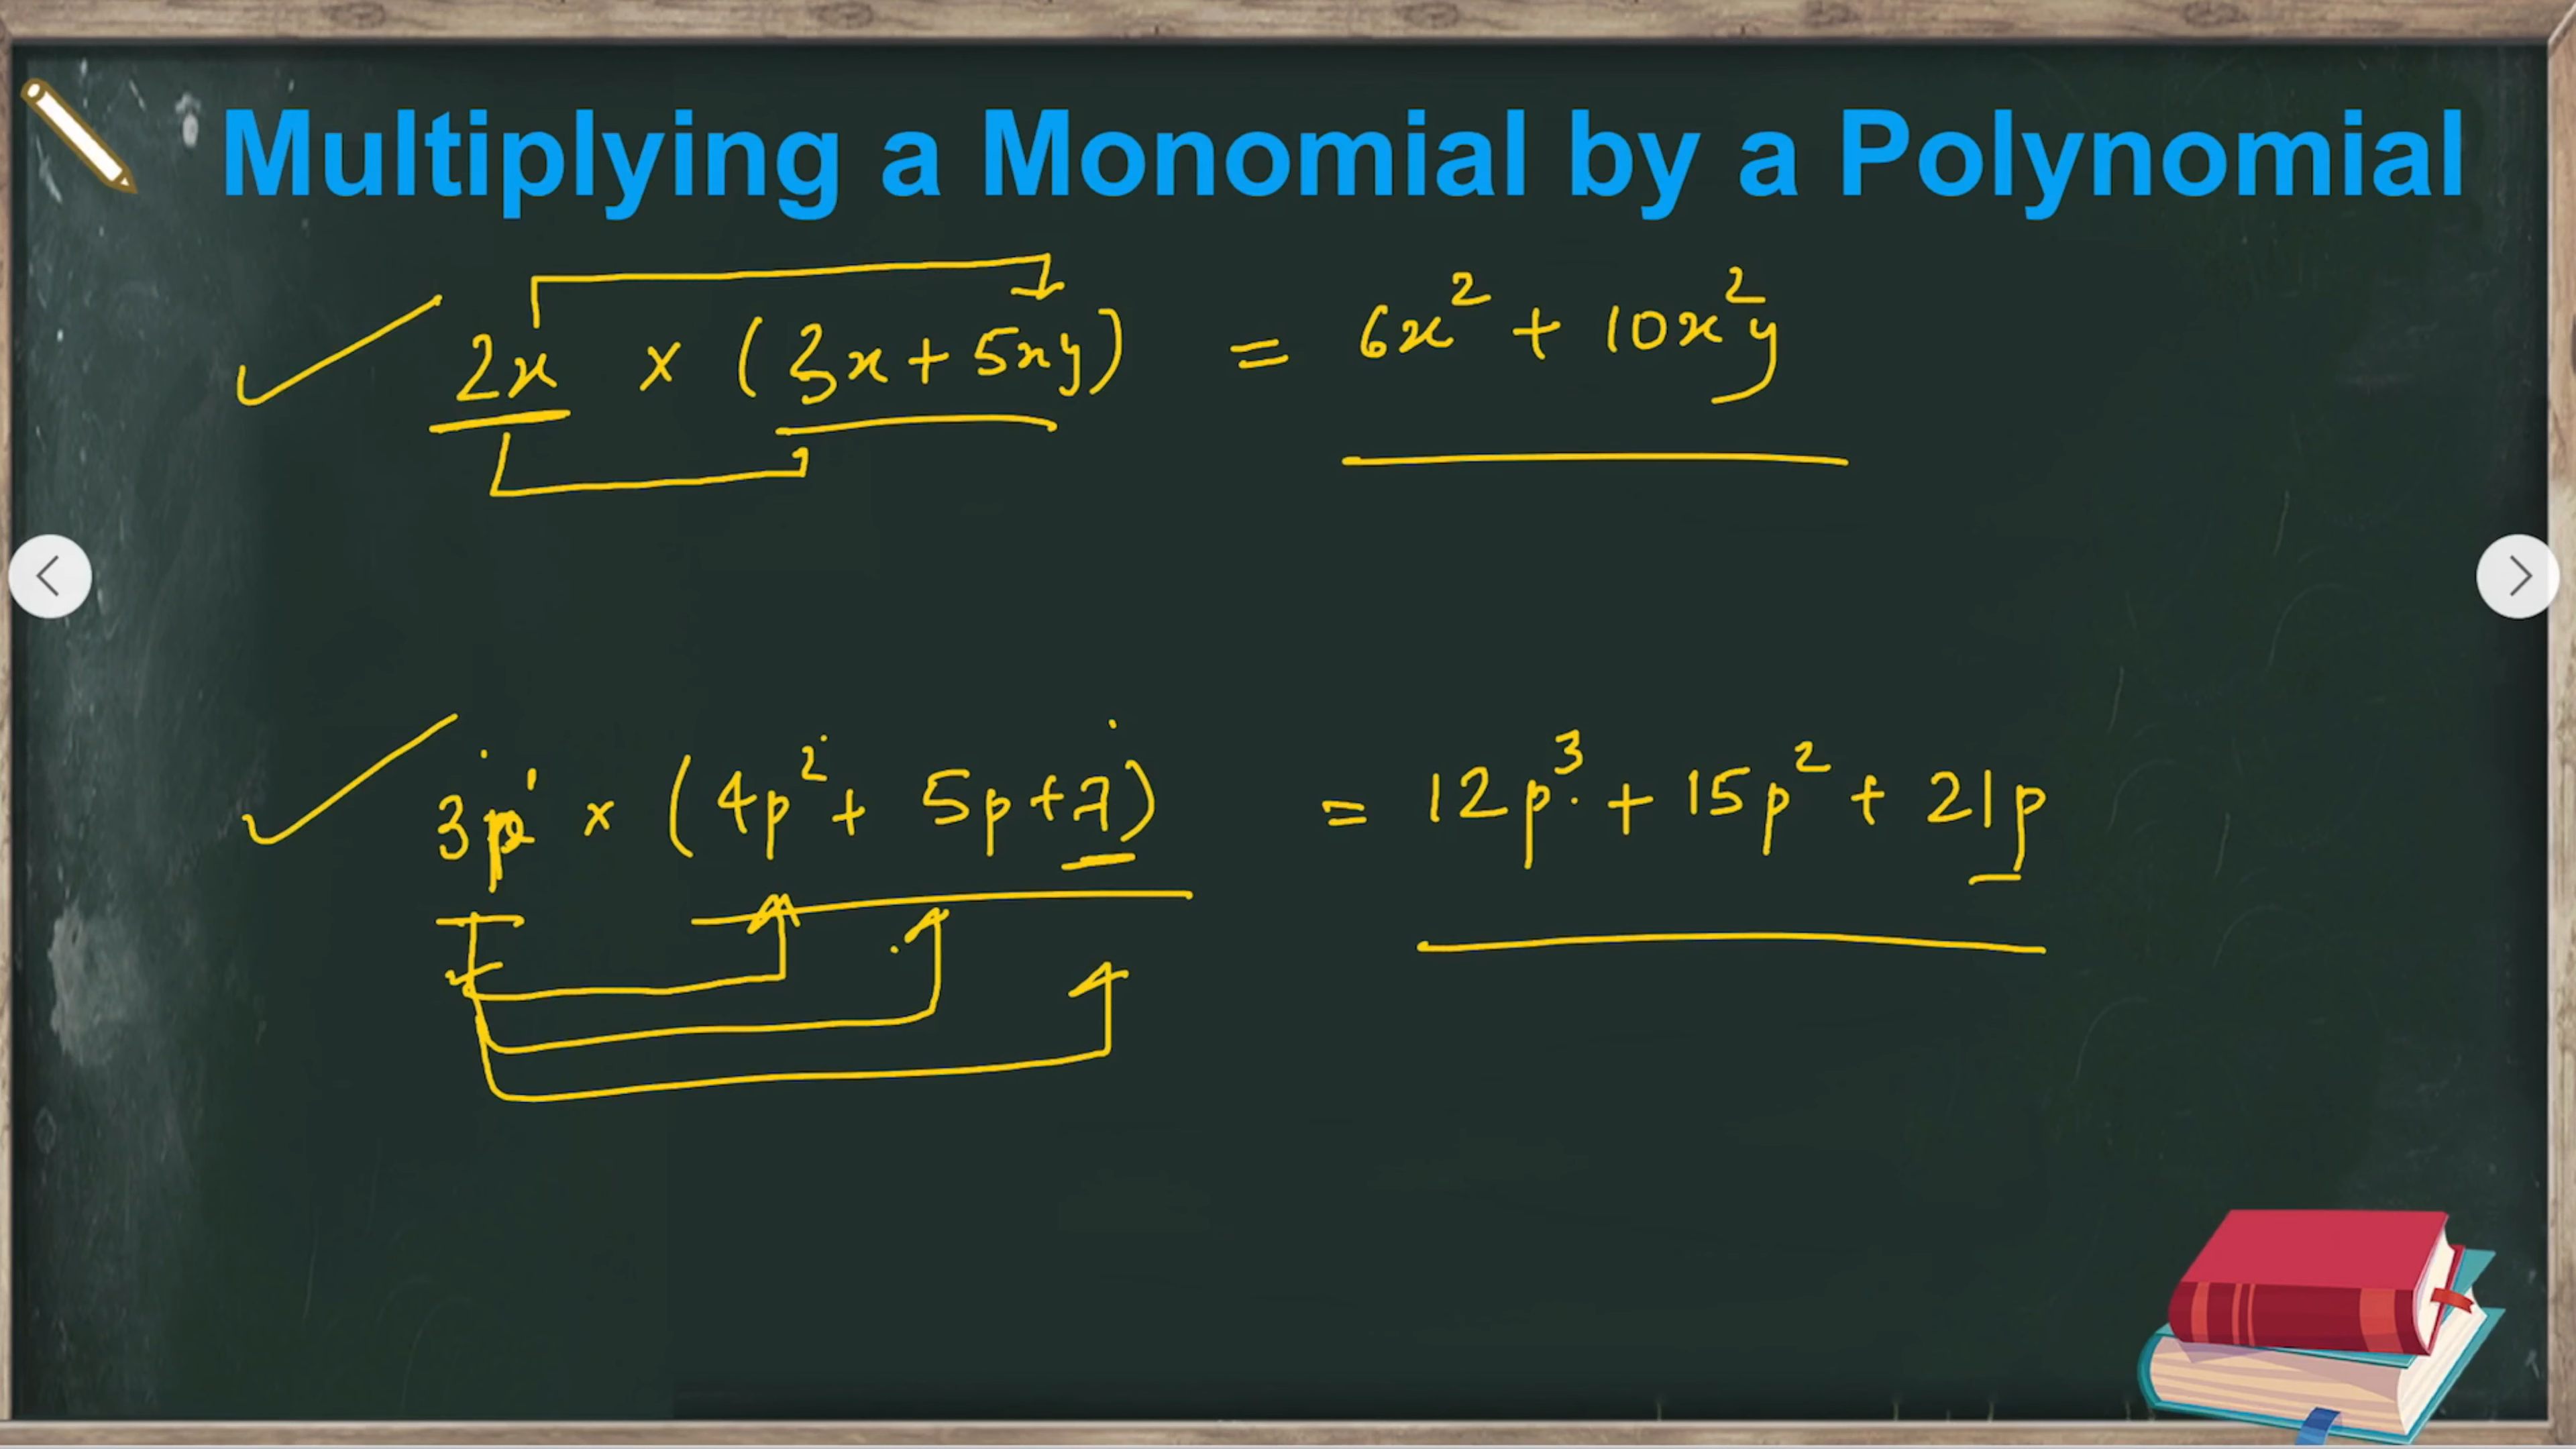 Multiplying a Monomial by a Polynomial
2x × (3x + 5xy) = 6x² + 10x²y
3p¹ × (4p² + 5p + 7) = 12p³ + 15p² + 21p